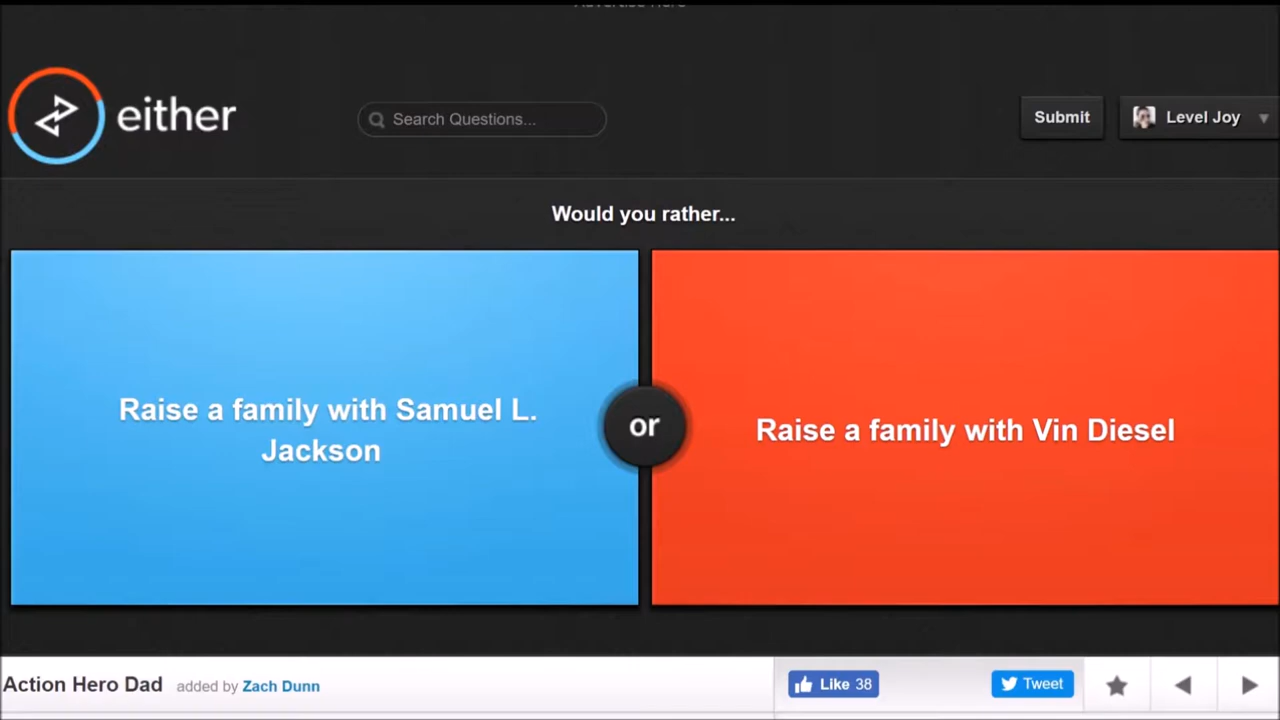 either
Search Questions...
Submit
Level Joy
Would you rather...
Raise a family with Samuel L.
Jackson
or
Raise a family with Vin Diesel
Action Hero Dad added by Zach Dunn
Like 38
Tweet